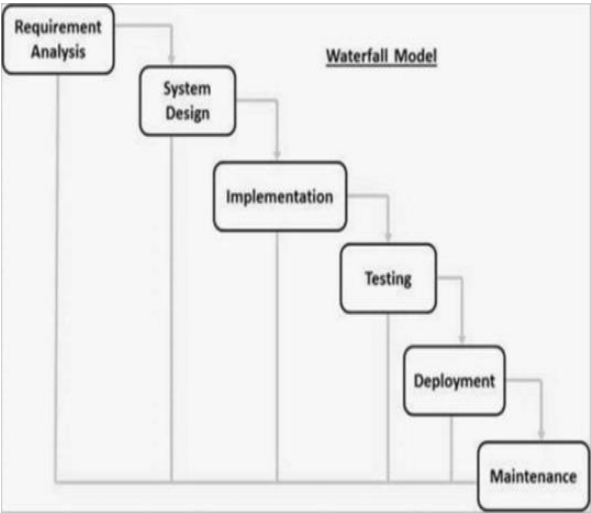 Requirement
Analysis
Waterfall Model
System
Design
Implementation
Testing
Deployment
Maintenance